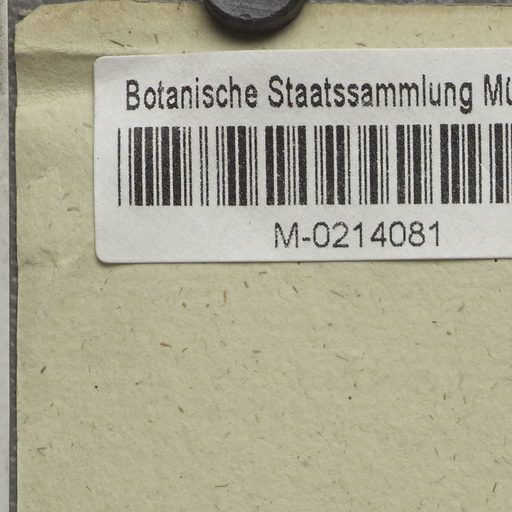 Botanische Staatssammlung Mü
M-0214081